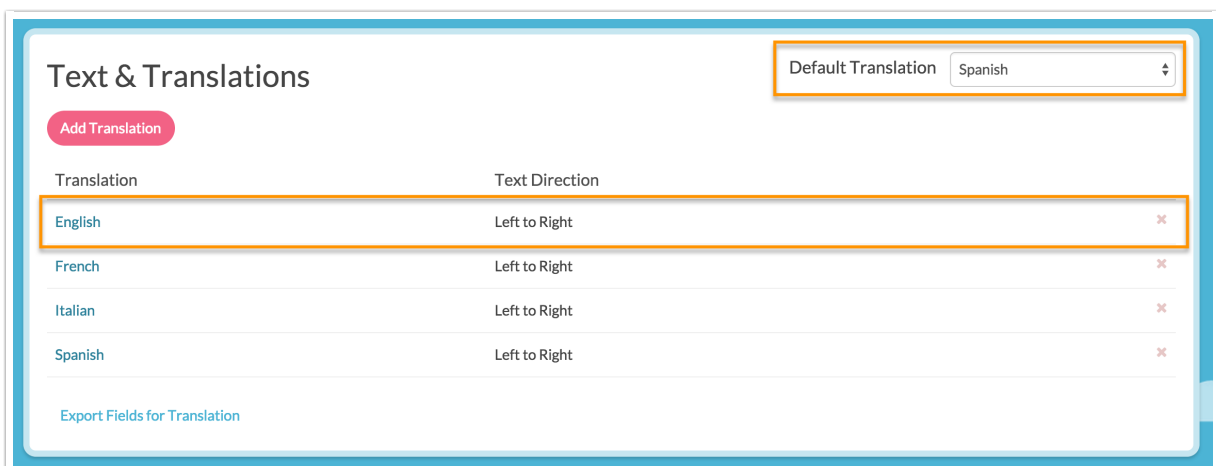 Text & Translations
Default Translation Spanish
Add Translation
Translation Text Direction
English Left to Right
French Left to Right
Italian Left to Right
Spanish Left to Right
Export Fields for Translation